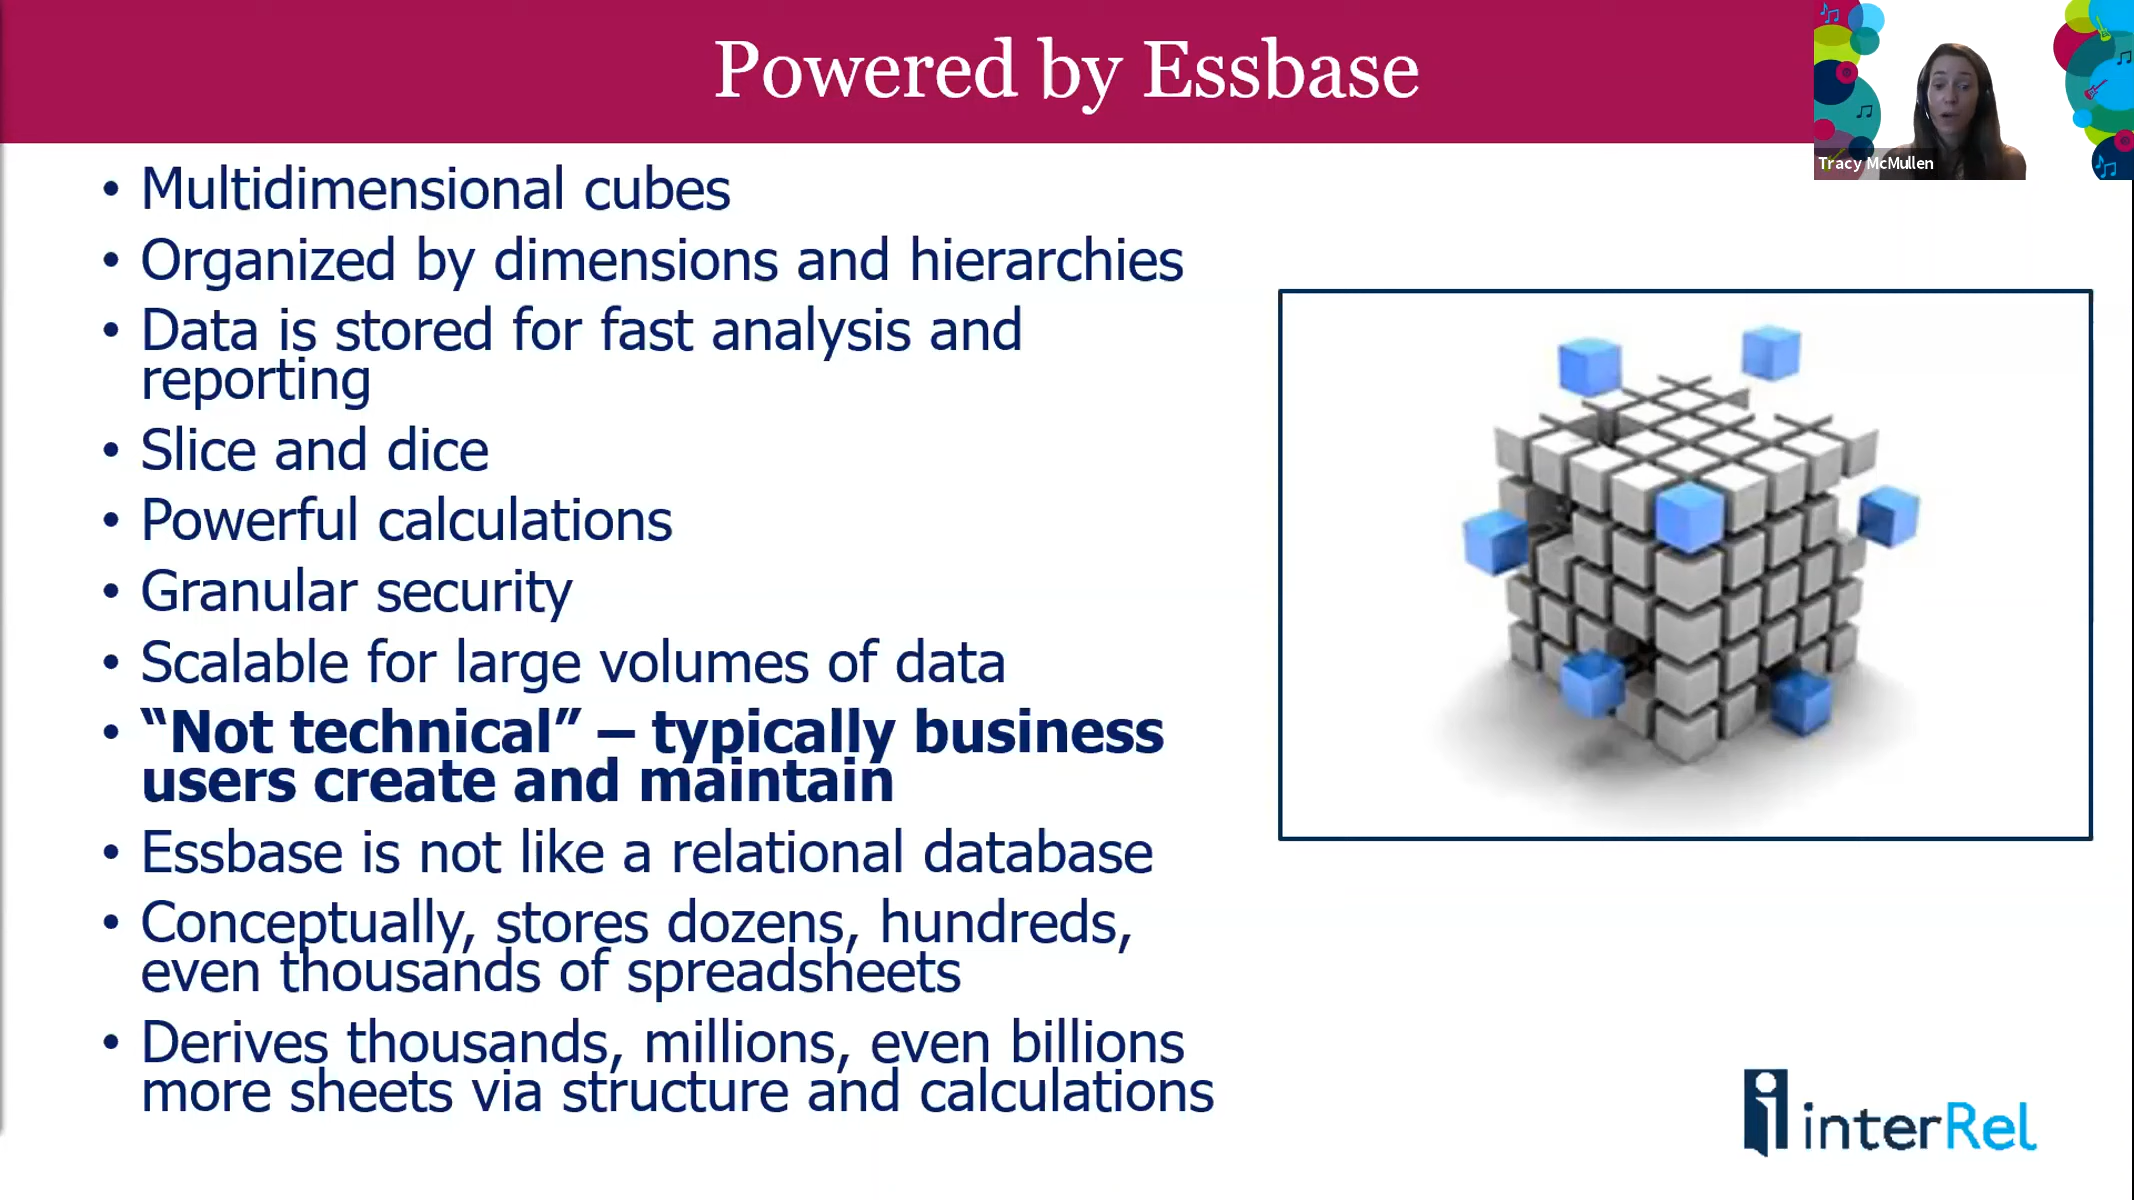 Powered by Essbase
Tracy McMullen
• Multidimensional cubes
• Organized by dimensions and hierarchies
• Data is stored for fast analysis and
reporting
• Slice and dice
• Powerful calculations
• Granular security
• Scalable for large volumes of data
• “Not technical” – typically business
users create and maintain
• Essbase is not like a relational database
• Conceptually, stores dozens, hundreds,
even thousands of spreadsheets
• Derives thousands, millions, even billions
more sheets via structure and calculations
interRel